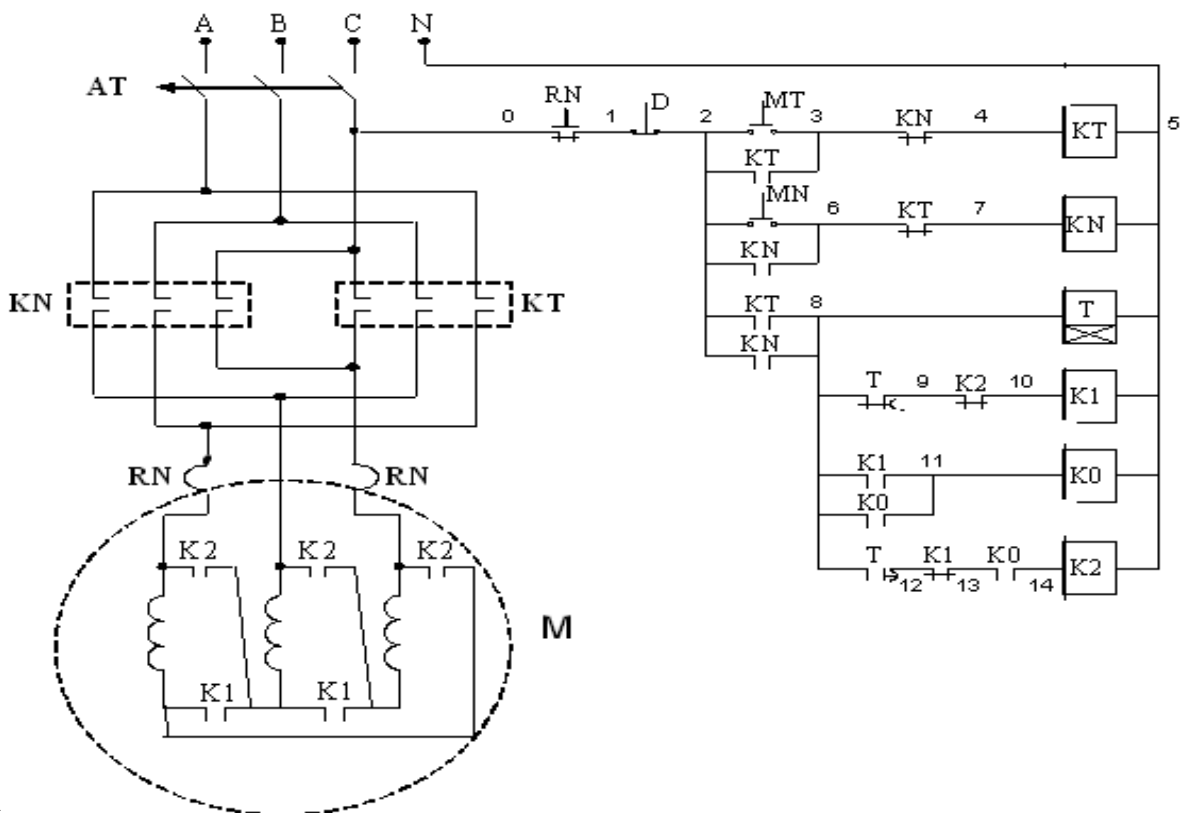 A B C N
AT
RN D MT
0 1 2 3 KN 4 KT 5
KT
MN
6 KT 7 KN
KN
KN KT
KT 8 T
KN
T 9 K2 10 K1
RN RN
K1 11 K0
K0
K2 K2 K2
T 12 K1 13 K0 14 K2
M
K1 K1